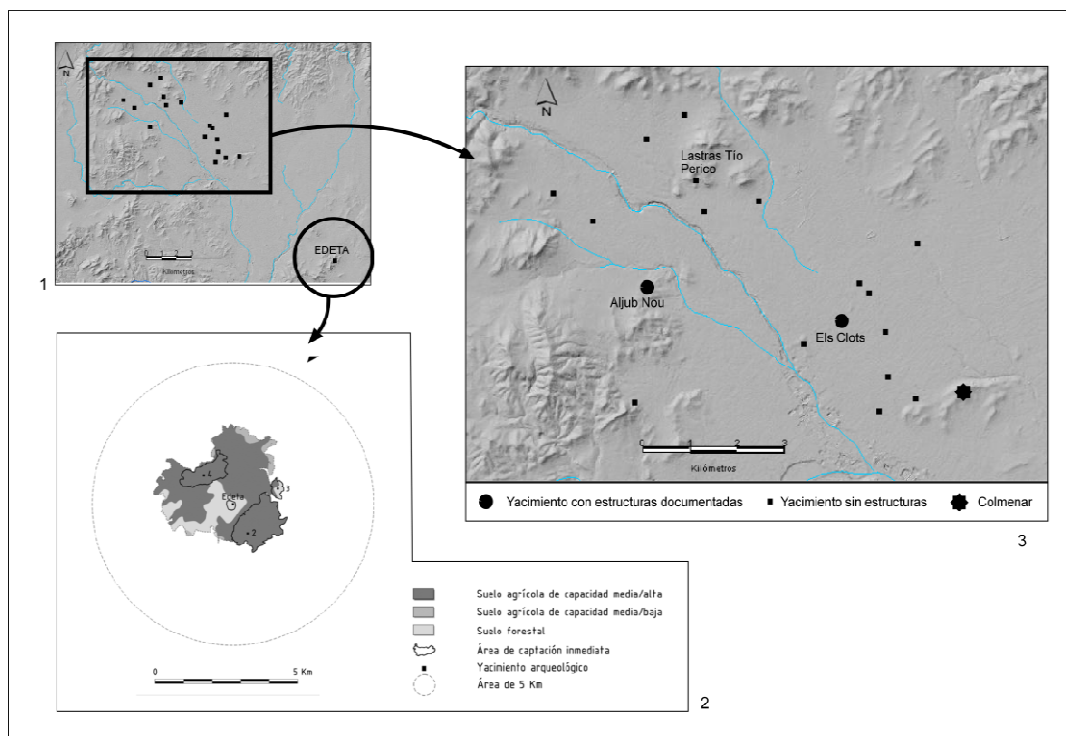 N
0 1 2 3
Kilómetros
EDETA
1
N
Lastras Tío
Perico
Aljub Nou
Els Clots
0 1 2 3
Kilómetros
Yacimiento con estructuras documentadas
Yacimiento sin estructuras
Colmenar
3
4
3
Edeta
2
Suelo agrícola de capacidad media/alta
Suelo agrícola de capacidad media/baja
Suelo forestal
Área de captación inmediata
Yacimiento arqueológico
Área de 5 Km
0 5 Km
2